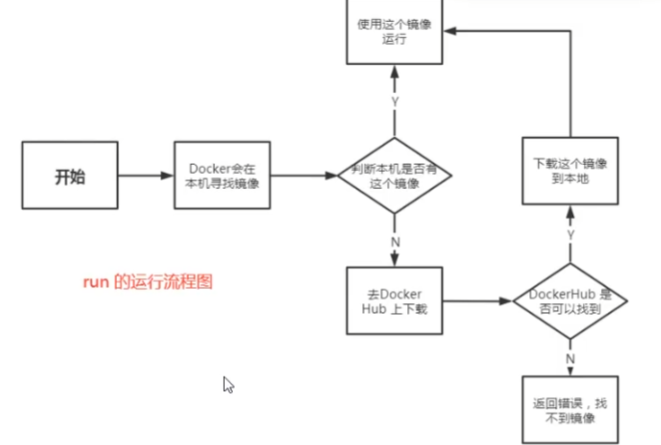 使用这个镜像
运行
Y
开始
Docker会在
本机寻找镜像
判断本机是否有
这个镜像
下载这个镜像
到本地
N
Y
run 的运行流程图
去Docker
Hub 上下载
DockerHub 是
否可以找到
N
返回错误，找
不到镜像